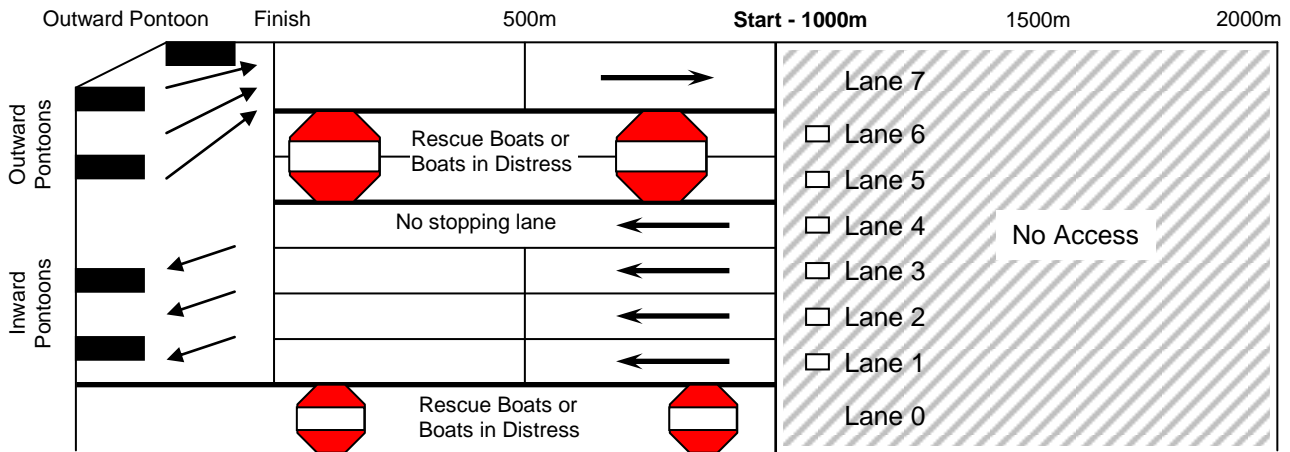 Outward Pontoon Finish 500m Start - 1000m 1500m 2000m
Lane 7
Outward
Pontoons
Rescue Boats or
Boats in Distress
Lane 6
Lane 5
No stopping lane
Lane 4
No Access
Lane 3
Inward
Pontoons
Lane 2
Lane 1
Rescue Boats or
Boats in Distress
Lane 0